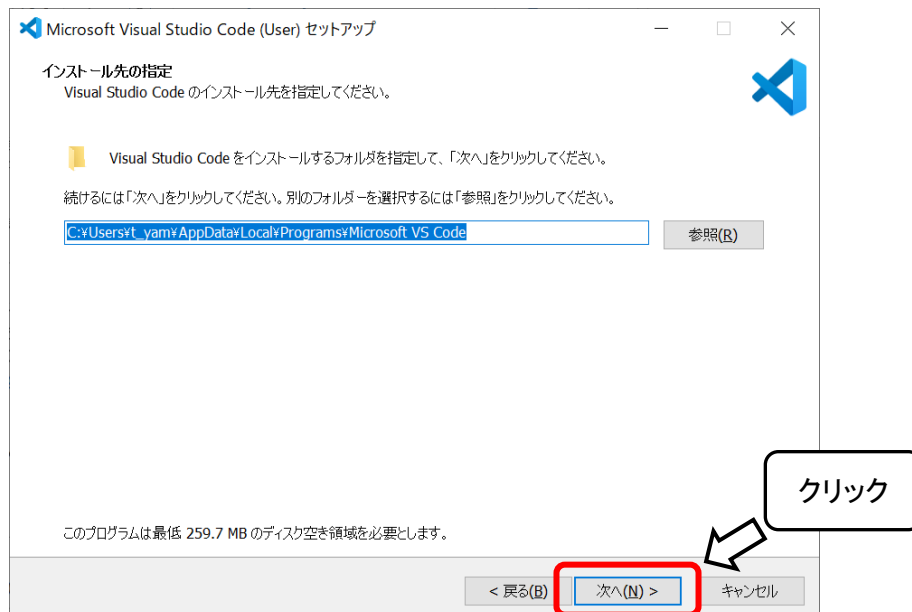 Microsoft Visual Studio Code (User) セットアップ
インストール先の指定
Visual Studio Code のインストール先を指定してください。
Visual Studio Code をインストールするフォルダを指定して、「次へ」をクリックしてください。
続けるには「次へ」をクリックしてください。別のフォルダーを選択するには「参照」をクリックしてください。
C:¥Users¥t_yam¥AppData¥Local¥Programs¥Microsoft VS Code
参照(R)
クリック
このプログラムは最低 259.7 MB のディスク空き領域を必要とします。
< 戻る(B)
次へ(N) >
キャンセル